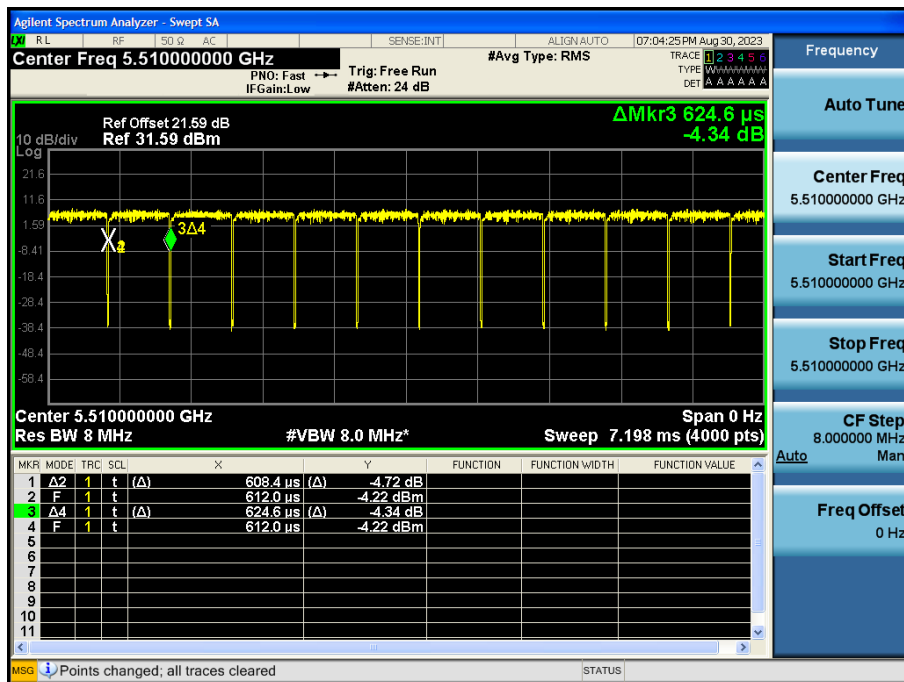 Agilent Spectrum Analyzer - Swept SA
LXI RL RF 50 Ω AC SENSE:INT ALIGN AUTO 07:04:25 PM Aug 30, 2023
Center Freq 5.510000000 GHz
#Avg Type: RMS
TRACE 1 2 3 4 5 6
PNO: Fast
Trig: Free Run
TYPE WWWWWW
IFGain:Low
#Atten: 24 dB
DET A A A A A A
ΔMkr3 624.6 µs
Ref Offset 21.59 dB
-4.34 dB
10 dB/div
Ref 31.59 dBm
Log
21.6
11.6
1.59
3Δ4
-8.41
-18.4
-28.4
-38.4
-48.4
-58.4
Center 5.510000000 GHz
Span 0 Hz
Res BW 8 MHz
#VBW 8.0 MHz*
Sweep 7.198 ms (4000 pts)
MKR MODE TRC SCL X Y FUNCTION FUNCTION WIDTH FUNCTION VALUE
1 Δ2 1 t (Δ) 608.4 µs (Δ) -4.72 dB
2 F 1 t 612.0 µs -4.22 dBm
3 Δ4 1 t (Δ) 624.6 µs (Δ) -4.34 dB
4 F 1 t 612.0 µs -4.22 dBm
5
6
7
8
9
10
11
MSG Points changed; all traces cleared
STATUS
Frequency
Auto Tune
Center Freq
5.510000000 GHz
Start Freq
5.510000000 GHz
Stop Freq
5.510000000 GHz
CF Step
8.000000 MHz
Auto Man
Freq Offset
0 Hz